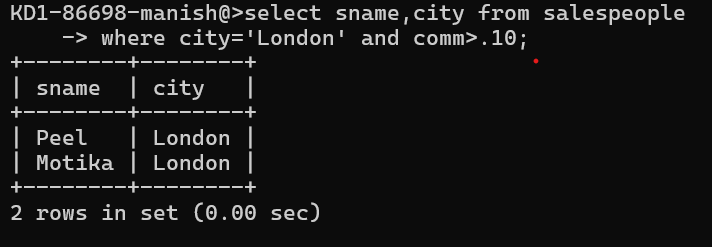 KD1-86698-manish@>select sname,city from salespeople
    -> where city='London' and comm>.10;
+--------+--------+
| sname  | city   |
+--------+--------+
| Peel   | London |
| Motika | London |
+--------+--------+
2 rows in set (0.00 sec)